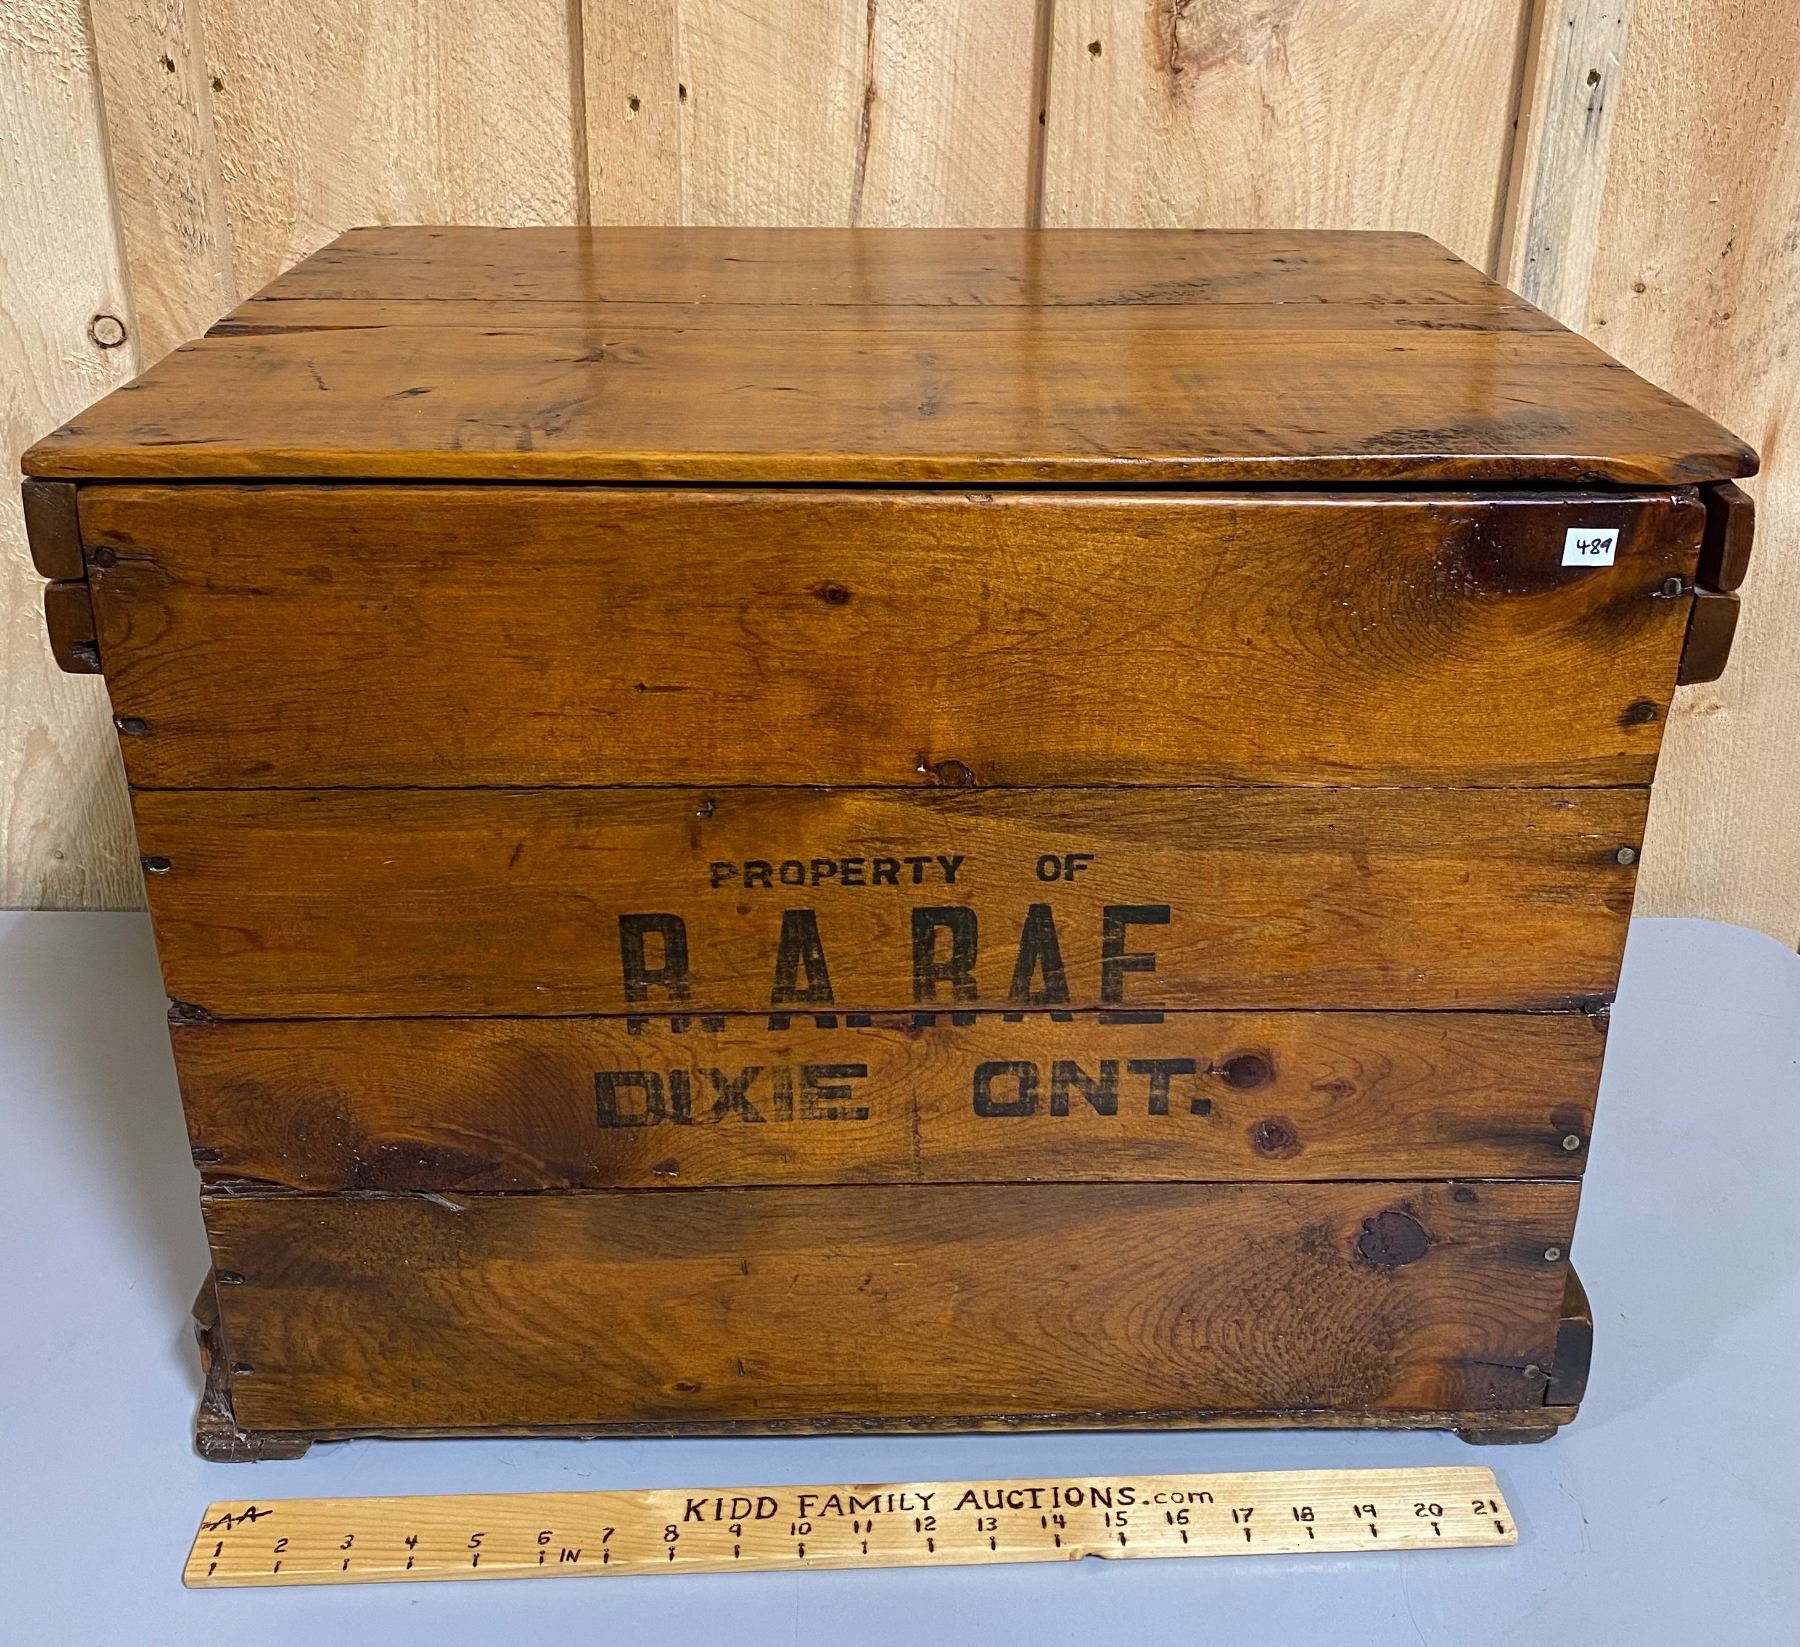 489
PROPERTY OF
R. A. RAE
DIXIE ONT.
KIDD FAMILY AUCTIONS.com
AA
1 2 3 4 5 6 7 8 9 10 11 12 13 14 15 16 17 18 19 20 21
IN